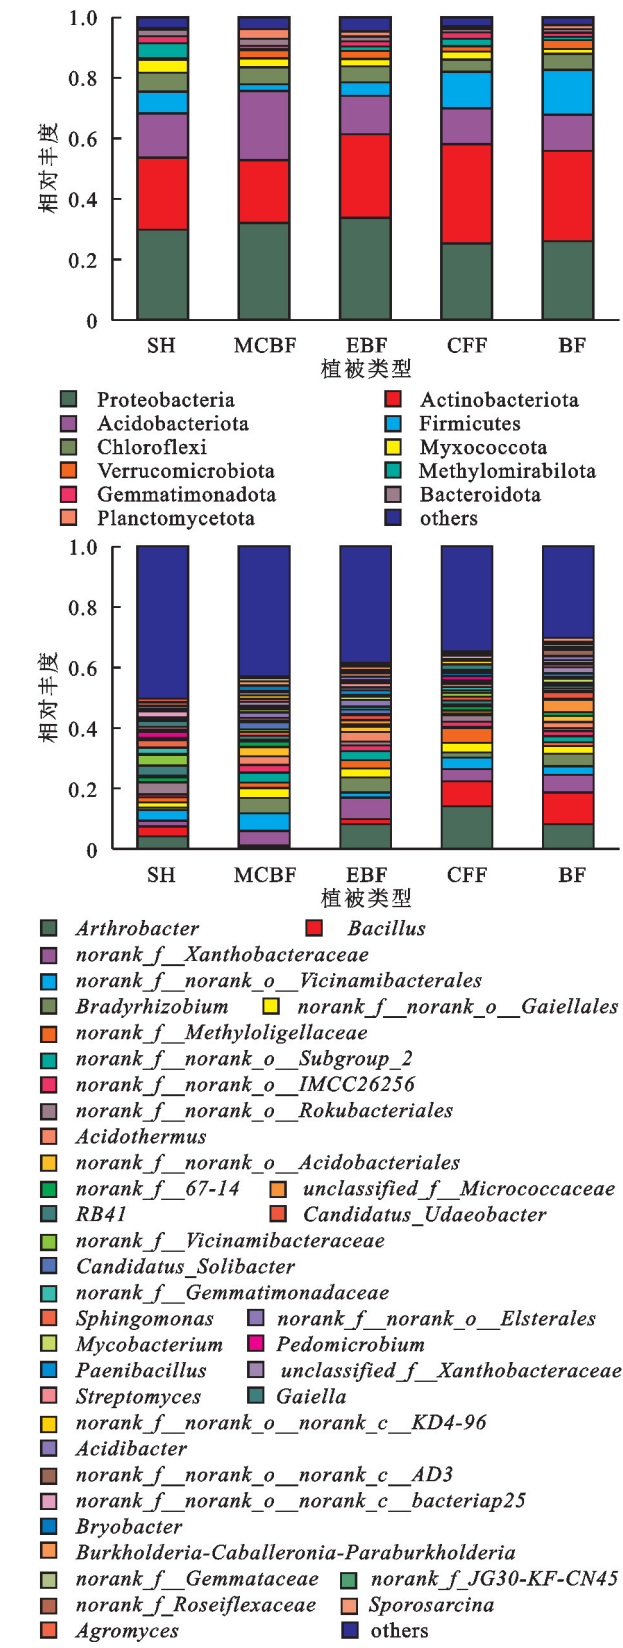 1.0
0.8
0.6
0.4
0.2
0
相对丰度
SH MCBF EBF CFF BF
植被类型
Proteobacteria Actinobacteriota
Acidobacteriota Firmicutes
Chloroflexi Myxococcota
Verrucomicrobiota Methylomirabilota
Gemmatimonadota Bacteroidota
Planctomycetota others
1.0
0.8
0.6
0.4
0.2
0
相对丰度
SH MCBF EBF CFF BF
植被类型
Arthrobacter Bacillus
norank_f__Xanthobacteraceae
norank_f__norank_o__Vicinamibacterales
Bradyrhizobium norank_f__norank_o__Gaiellales
norank_f__Methyloligellaceae
norank_f__norank_o__Subgroup_2
norank_f__norank_o__IMCC26256
norank_f__norank_o__Rokubacteriales
Acidothermus
norank_f__norank_o__Acidobacteriales
norank_f__67-14 unclassified_f__Micrococcaceae
RB41 Candidatus_Udaeobacter
norank_f__Vicinamibacteraceae
Candidatus_Solibacter
norank_f__Gemmatimonadaceae
Sphingomonas norank_f__norank_o__Elsterales
Mycobacterium Pedomicrobium
Paenibacillus unclassified_f__Xanthobacteraceae
Streptomyces Gaiella
norank_f__norank_o__norank_c__KD4-96
Acidibacter
norank_f__norank_o__norank_c__AD3
norank_f__norank_o__norank_c__bacteriap25
Bryobacter
Burkholderia-Caballeronia-Paraburkholderia
norank_f__Gemmataceae norank_f_JG30-KF-CN45
norank_f_Roseiflexaceae Sporosarcina
Agromyces others